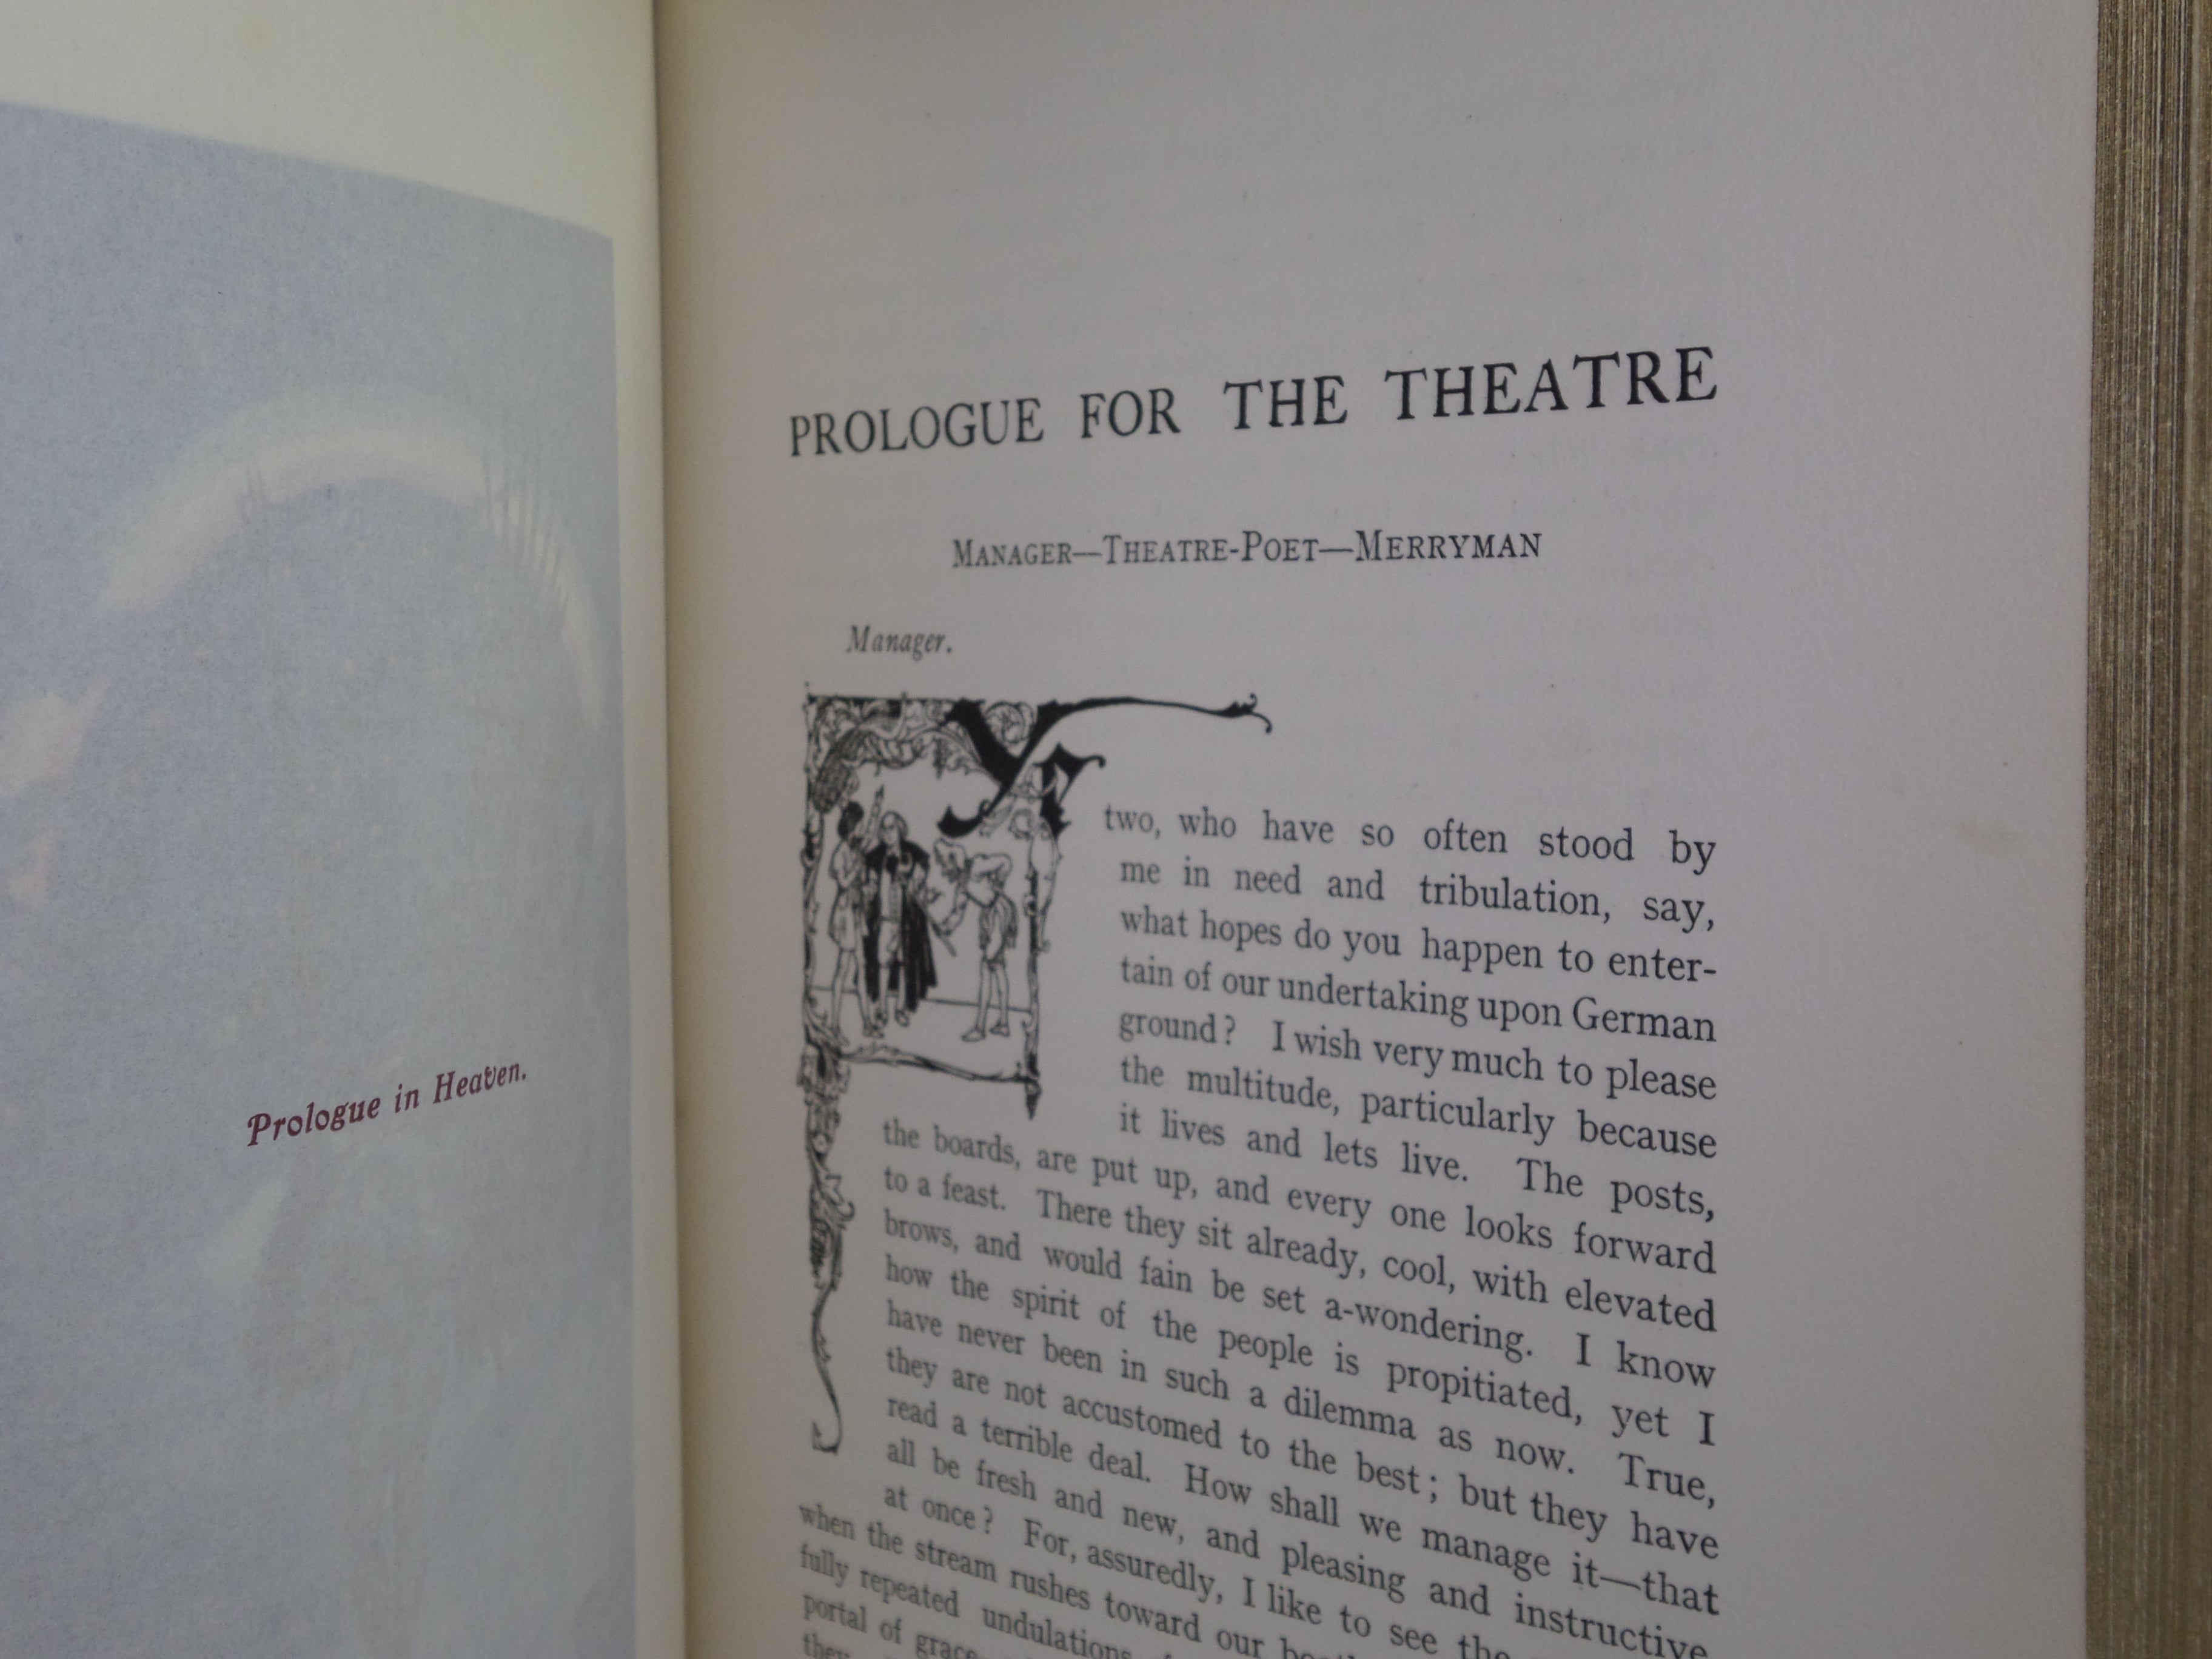 Prologue in Heaven.
PROLOGUE FOR THE THEATRE
MANAGER—THEATRE-POET—MERRYMAN
Manager.
Y
two, who have so often stood by
me in need and tribulation, say,
what hopes do you happen to enter-
tain of our undertaking upon German
ground? I wish very much to please
the multitude, particularly because
it lives and lets live. The posts,
the boards, are put up, and every one looks forward
to a feast. There they sit already, cool, with elevated
brows, and would fain be set a-wondering. I know
how the spirit of the people is propitiated, yet I
have never been in such a dilemma as now. True,
they are not accustomed to the best; but they have
read a terrible deal. How shall we manage it—that
all be fresh and new, and pleasing and instructive
at once? For, assuredly, I like to see the
when the stream rushes toward our
fully repeated undulations
portal of grace
they